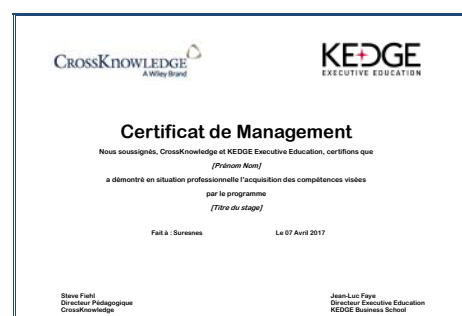 CROSSKNOWLEDGE
A Wiley Brand
KEDGE
EXECUTIVE EDUCATION
Certificat de Management
Nous soussignés, CrossKnowledge et KEDGE Executive Education, certifions que
[Prénom Nom]
a démontré en situation professionnelle l'acquisition des compétences visées
par le programme
[Titre du stage]
Fait à : Suresnes Le 07 Avril 2017
Steve Fiehl
Directeur Pédagogique
CrossKnowledge
Jean-Luc Faye
Directeur Executive Education
KEDGE Business School